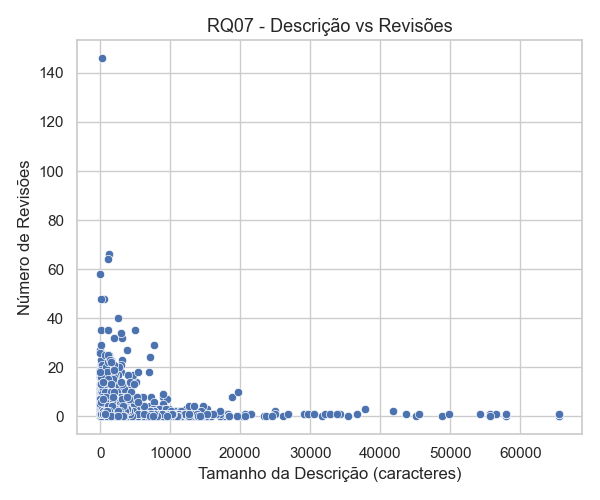 RQ07 - Descrição vs Revisões
Número de Revisões
140
120
100
80
60
40
20
0
0 10000 20000 30000 40000 50000 60000
Tamanho da Descrição (caracteres)